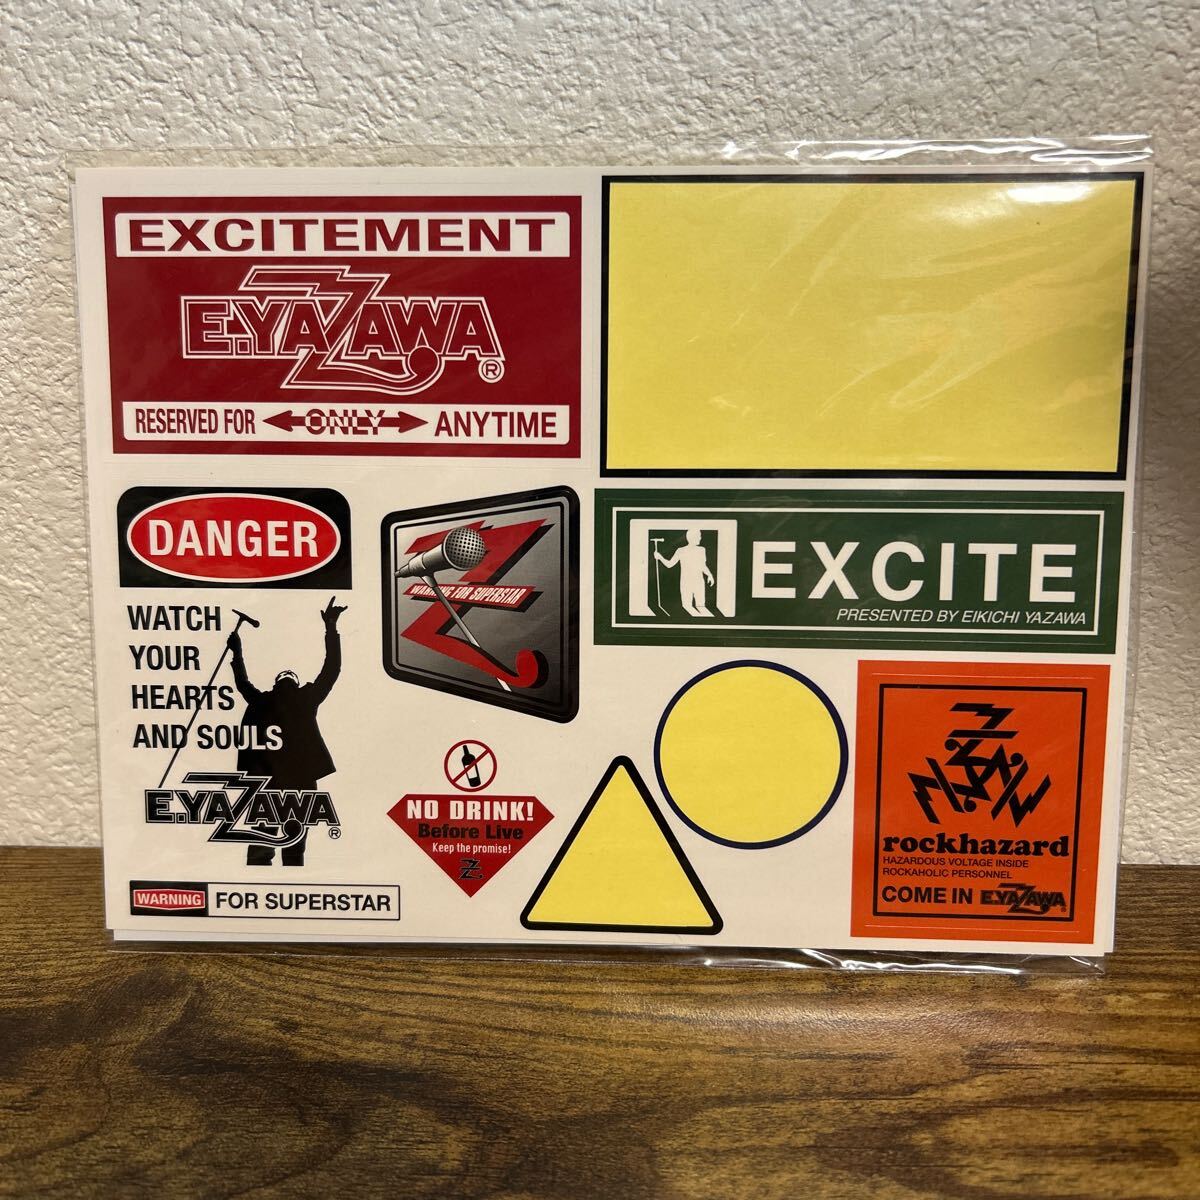 EXCITEMENT
E.YAZAWA
®
RESERVED FOR ONLY ANYTIME
DANGER
WATCH
YOUR
HEARTS
AND SOULS
E.YAZAWA
®
WARNING FOR SUPERSTAR
WARNING FOR SUPERSTAR
NO DRINK!
Before Live
Keep the promise!
EXCITE
PRESENTED BY EIKICHI YAZAWA
rockhazard
HAZARDOUS VOLTAGE INSIDE
ROCKAHOLIC PERSONNEL
COME IN E.YAZAWA
®